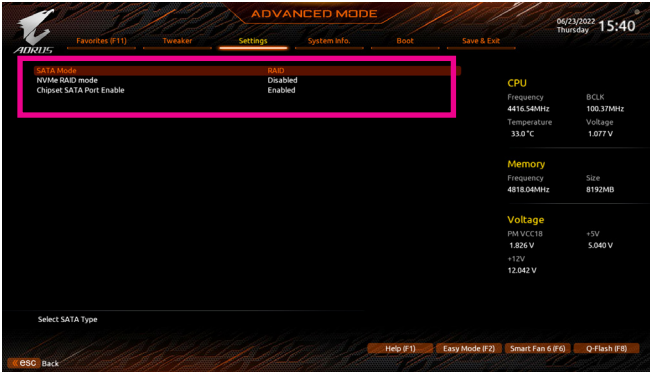 ADVANCED MODE
06/23/2022 Thursday 15:40
AORUS
Favorites (F11) Tweaker Settings System Info. Boot Save & Exit
SATA Mode RAID
NVMe RAID mode Disabled
Chipset SATA Port Enable Enabled
CPU
Frequency BCLK
4416.54MHz 100.37MHz
Temperature Voltage
33.0 °C 1.077 V
Memory
Frequency Size
4818.04MHz 8192MB
Voltage
PM VCC18 +5V
1.826 V 5.040 V
+12V
12.042 V
Select SATA Type
Help (F1) Easy Mode (F2) Smart Fan 6 (F6) Q-Flash (F8)
esc Back